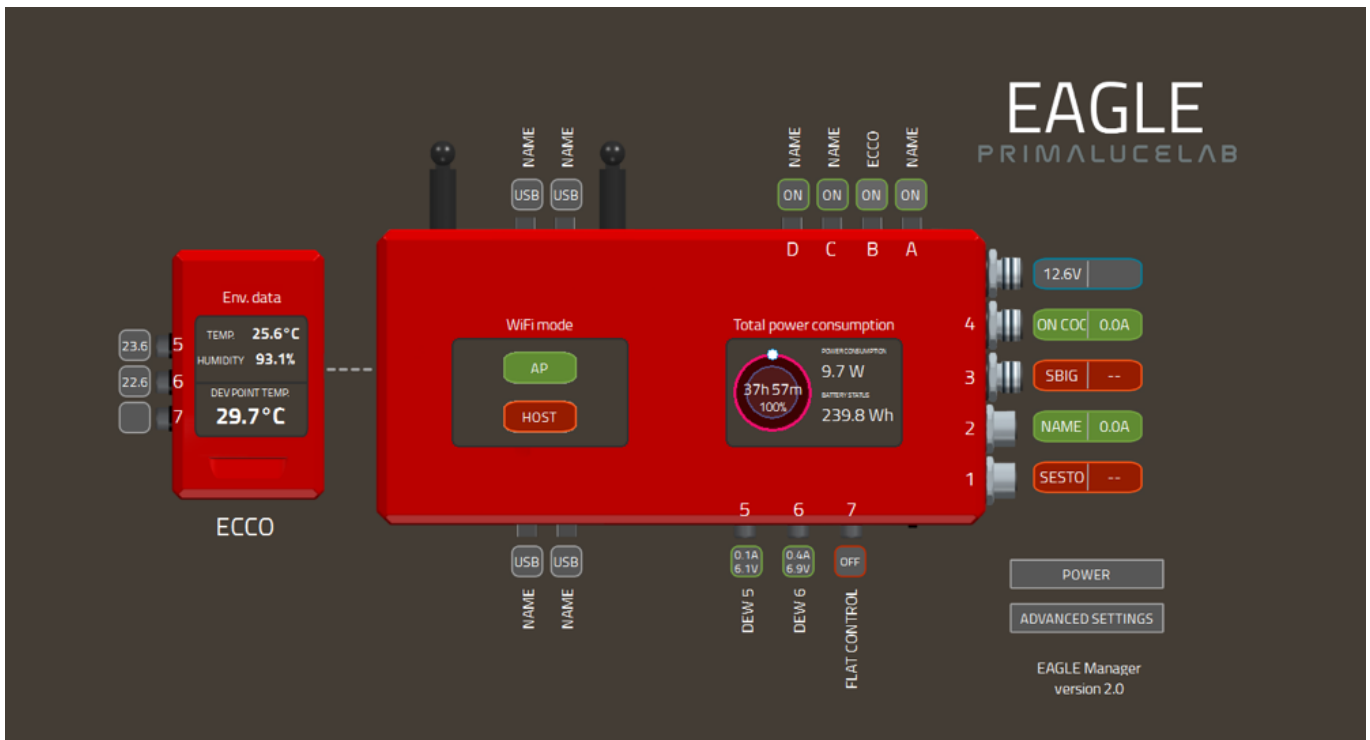 EAGLE
PRIMALUCELAB
NAME
NAME
NAME
NAME
ECCO
NAME
USB
USB
ON
ON
ON
ON
D
C
B
A
Env. data
TEMP. 25.6°C
HUMIDITY 93.1%
DEV POINT TEMP.
29.7°C
23.6
5
22.6
6
7
ECCO
WiFi mode
AP
HOST
Total power consumption
37h 57m
100%
POWER CONSUMPTION
9.7 W
BATTERY STATUS
239.8 Wh
12.6V
4
ON COC
0.0A
3
SBIG
--
2
NAME
0.0A
1
SESTO
--
5
6
7
USB
USB
0.1A
6.1V
0.4A
6.9V
OFF
NAME
NAME
DEW 5
DEW 6
FLAT CONTROL
POWER
ADVANCED SETTINGS
EAGLE Manager
version 2.0